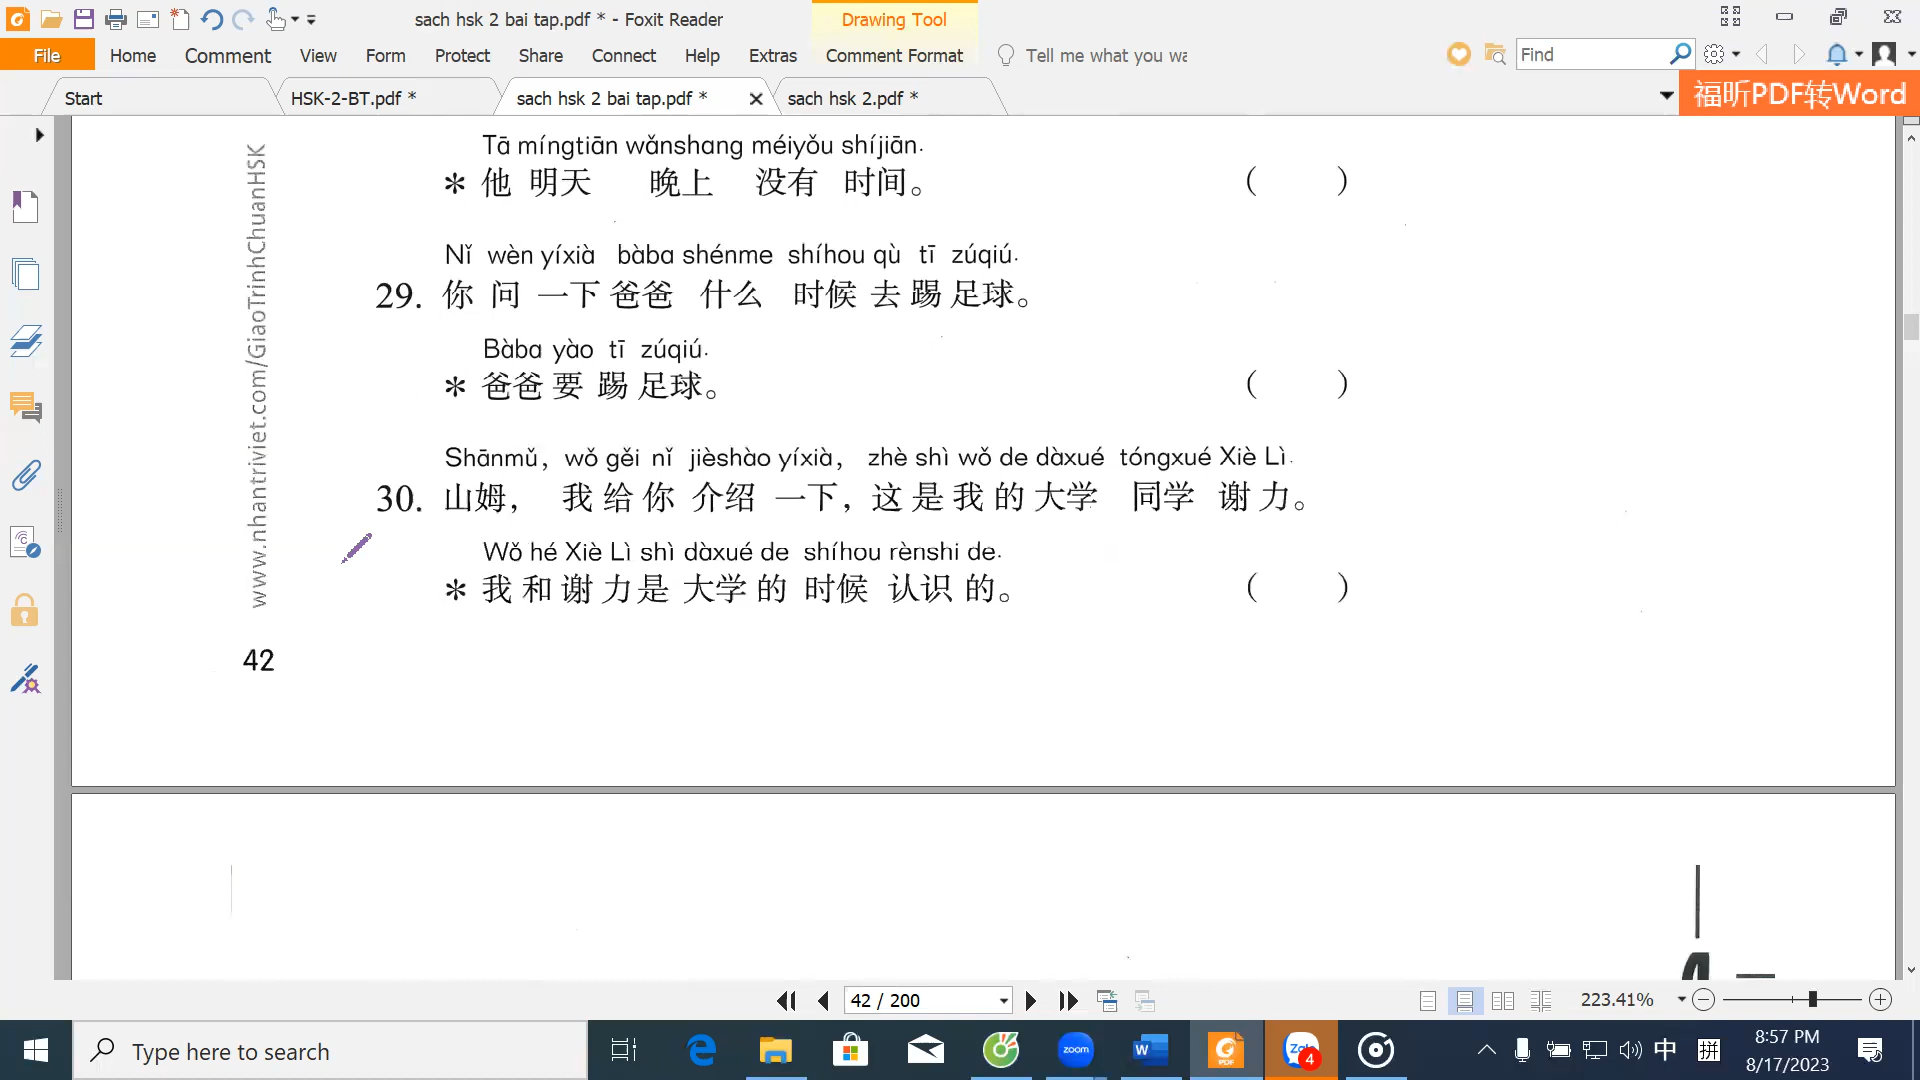 sach hsk 2 bai tap.pdf * - Foxit Reader
Drawing Tool
File Home Comment View Form Protect Share Connect Help Extras Comment Format Tell me what you wa
Find
Start
HSK-2-BT.pdf *
sach hsk 2 bai tap.pdf *
sach hsk 2.pdf *
福昕PDF转Word
www.nhantriviet.com/GiaoTrinhChuanHSK
Tā míngtiān wǎnshang méiyǒu shíjiān.
* 他 明天 晚上 没有 时间。 ( )
Nǐ wèn yíxià bàba shénme shíhou qù tī zúqiú.
29. 你 问 一下 爸爸 什么 时候 去 踢 足球。
Bàba yào tī zúqiú.
* 爸爸 要 踢 足球。 ( )
Shānmǔ, wǒ gěi nǐ jièshào yíxià, zhè shì wǒ de dàxué tóngxué Xiè Lì.
30. 山姆, 我 给 你 介绍 一下, 这 是 我 的 大学 同学 谢 力。
Wǒ hé Xiè Lì shì dàxué de shíhou rènshi de.
* 我 和 谢 力 是 大学 的 时候 认识 的。 ( )
42
42 / 200
223.41%
Type here to search
zoom
W
PDF
Zalo
4
中
拼
8:57 PM
8/17/2023